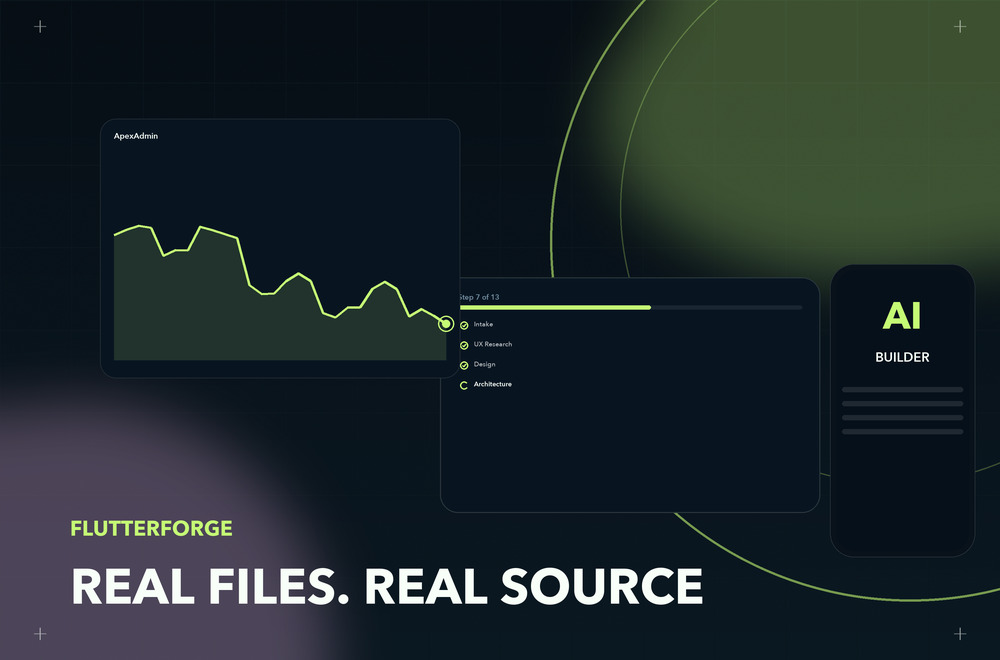 ApexAdmin
Step 7 of 13
Intake
UX Research
Design
Architecture
AI
BUILDER
FLUTTERFORGE
REAL FILES. REAL SOURCE